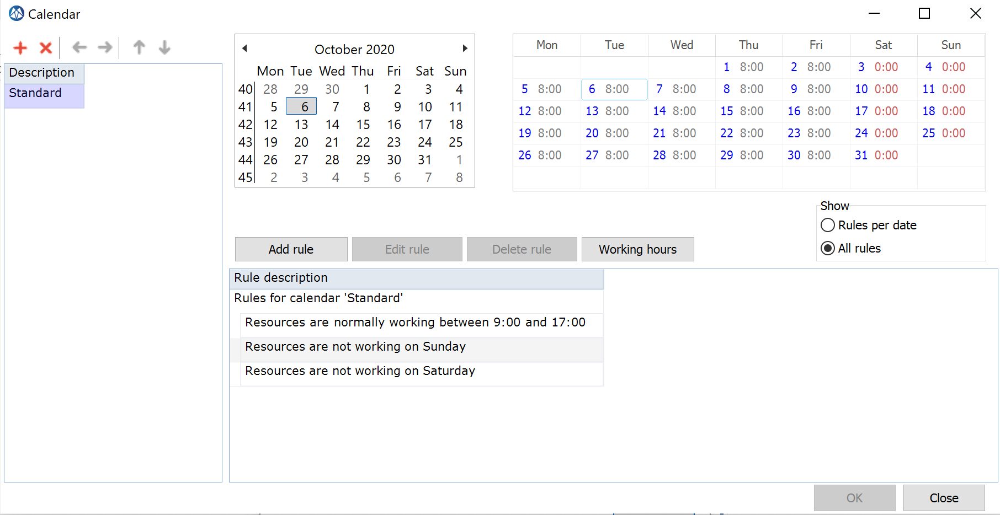 Calendar
Description
Standard
October 2020
Mon Tue Wed Thu Fri Sat Sun
40 28 29 30 1 2 3 4
41 5 6 7 8 9 10 11
42 12 13 14 15 16 17 18
43 19 20 21 22 23 24 25
44 26 27 28 29 30 31 1
45 2 3 4 5 6 7 8
Mon Tue Wed Thu Fri Sat Sun
1 8:00 2 8:00 3 0:00 4 0:00
5 8:00 6 8:00 7 8:00 8 8:00 9 8:00 10 0:00 11 0:00
12 8:00 13 8:00 14 8:00 15 8:00 16 8:00 17 0:00 18 0:00
19 8:00 20 8:00 21 8:00 22 8:00 23 8:00 24 0:00 25 0:00
26 8:00 27 8:00 28 8:00 29 8:00 30 8:00 31 0:00
Show
Rules per date
All rules
Add rule Edit rule Delete rule Working hours
Rule description
Rules for calendar 'Standard'
Resources are normally working between 9:00 and 17:00
Resources are not working on Sunday
Resources are not working on Saturday
OK Close